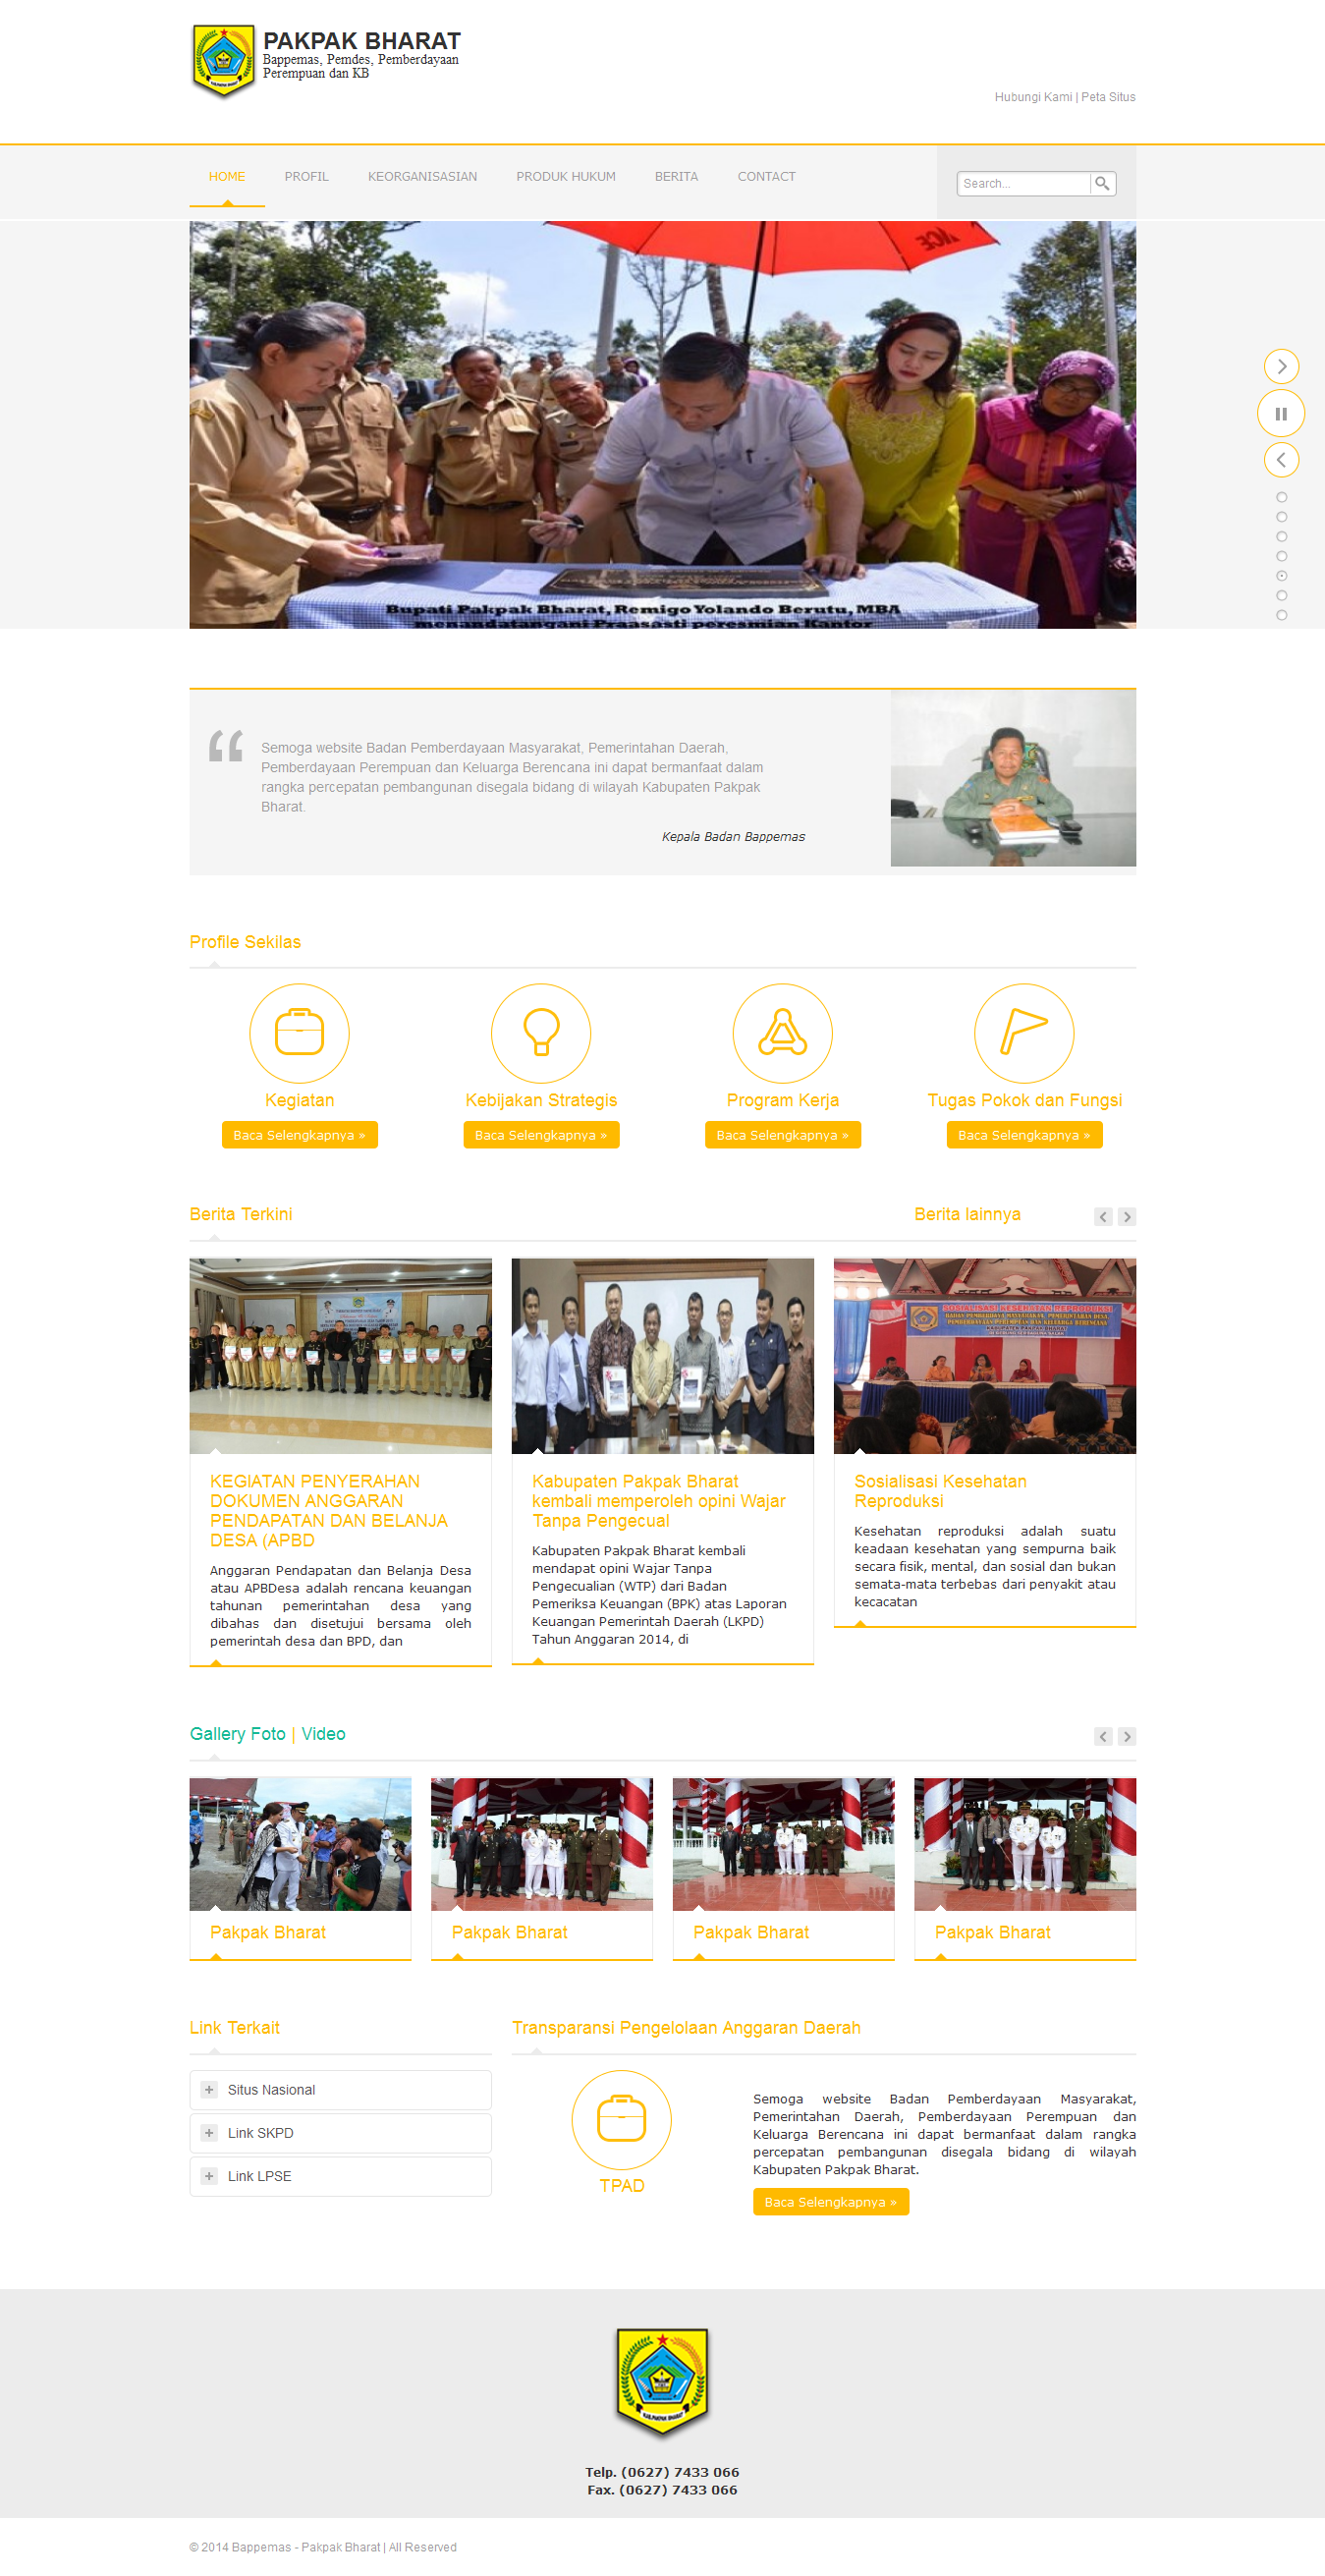 PAKPAK BHARAT
Bappemas, Pemdes, Pemberdayaan
Perempuan dan KB
Hubungi Kami | Peta Situs
HOME
PROFIL
KEORGANISASIAN
PRODUK HUKUM
BERITA
CONTACT
Search...
Bupati Pakpak Bharat, Remigo Yolando Berutu, MBA
menandatangani Praasasti peresmian Kantor
Semoga website Badan Pemberdayaan Masyarakat, Pemerintahan Daerah,
Pemberdayaan Perempuan dan Keluarga Berencana ini dapat bermanfaat dalam
rangka percepatan pembangunan disegala bidang di wilayah Kabupaten Pakpak
Bharat.
Kepala Badan Bappemas
Profile Sekilas
Kegiatan
Kebijakan Strategis
Program Kerja
Tugas Pokok dan Fungsi
Baca Selengkapnya »
Baca Selengkapnya »
Baca Selengkapnya »
Baca Selengkapnya »
Berita Terkini
Berita lainnya
SOSIALISASI KESEHATAN REPRODUKSI
KABUPATEN PAKPAK BHARAT
KEGIATAN PENYERAHAN
DOKUMEN ANGGARAN
PENDAPATAN DAN BELANJA
DESA (APBD
Anggaran Pendapatan dan Belanja Desa
atau APBDesa adalah rencana keuangan
tahunan pemerintahan desa yang
dibahas dan disetujui bersama oleh
pemerintah desa dan BPD, dan
Kabupaten Pakpak Bharat
kembali memperoleh opini Wajar
Tanpa Pengecual
Kabupaten Pakpak Bharat kembali
mendapat opini Wajar Tanpa
Pengecualian (WTP) dari Badan
Pemeriksa Keuangan (BPK) atas Laporan
Keuangan Pemerintah Daerah (LKPD)
Tahun Anggaran 2014, di
Sosialisasi Kesehatan
Reproduksi
Kesehatan reproduksi adalah suatu
keadaan kesehatan yang sempurna baik
secara fisik, mental, dan sosial dan bukan
semata-mata terbebas dari penyakit atau
kecacatan
Gallery Foto | Video
Pakpak Bharat
Pakpak Bharat
Pakpak Bharat
Pakpak Bharat
Link Terkait
Situs Nasional
Link SKPD
Link LPSE
Transparansi Pengelolaan Anggaran Daerah
TPAD
Semoga website Badan Pemberdayaan Masyarakat,
Pemerintahan Daerah, Pemberdayaan Perempuan dan
Keluarga Berencana ini dapat bermanfaat dalam rangka
percepatan pembangunan disegala bidang di wilayah
Kabupaten Pakpak Bharat.
Baca Selengkapnya »
Telp. (0627) 7433 066
Fax. (0627) 7433 066
© 2014 Bappemas - Pakpak Bharat | All Reserved